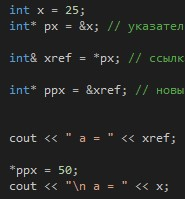 int x = 25;
int* px = &x; // указател
int& xref = *px; // ссылк
int* ppx = &xref; // новы
cout << " a = " << xref;
*ppx = 50;
cout << "\n a = " << x;